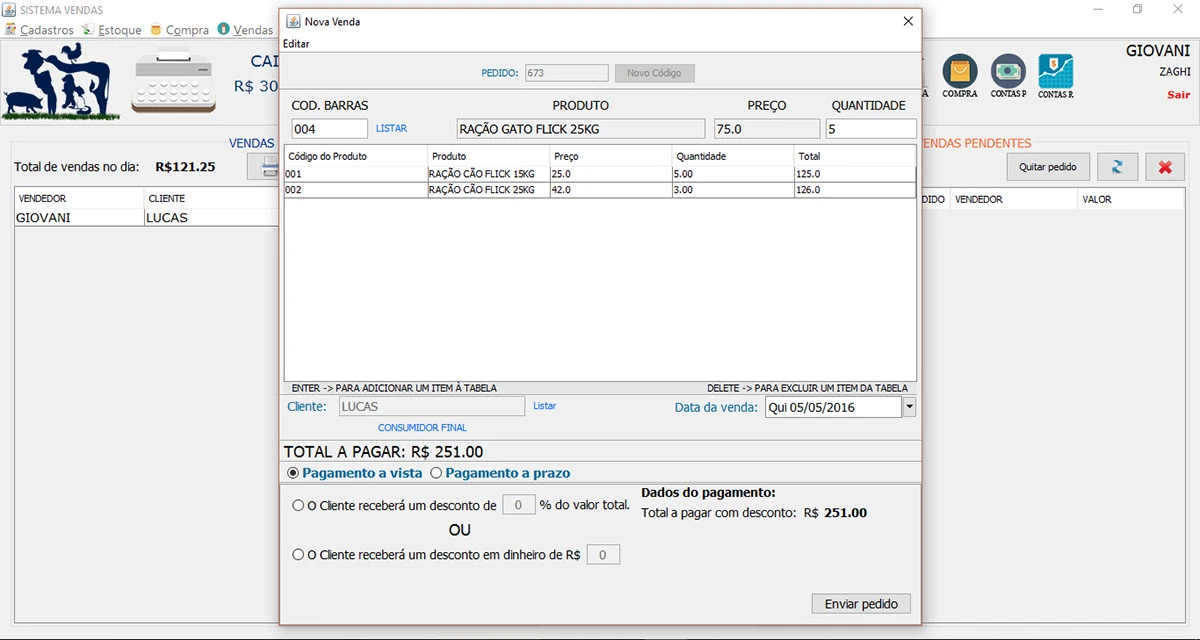 SISTEMA VENDAS
Cadastros Estoque Compra Vendas
CAI
R$ 30
COMPRA CONTAS P CONTAS R
GIOVANI
ZAGHI
Sair
VENDAS
Total de vendas no dia: R$121.25
VENDEDOR CLIENTE
GIOVANI LUCAS
Nova Venda
Editar
PEDIDO: 673 Novo Código
COD. BARRAS PRODUTO PREÇO QUANTIDADE
004 LISTAR RAÇÃO GATO FLICK 25KG 75.0 5
Código do Produto Produto Preço Quantidade Total
001 RAÇÃO CÃO FLICK 15KG 25.0 5.00 125.0
002 RAÇÃO CÃO FLICK 25KG 42.0 3.00 126.0
ENTER -> PARA ADICIONAR UM ITEM À TABELA DELETE -> PARA EXCLUIR UM ITEM DA TABELA
Cliente: LUCAS Listar Data da venda: Qui 05/05/2016
CONSUMIDOR FINAL
TOTAL A PAGAR: R$ 251.00
Pagamento a vista Pagamento a prazo
O Cliente receberá um desconto de 0 % do valor total.
OU
O Cliente receberá um desconto em dinheiro de R$ 0
Dados do pagamento:
Total a pagar com desconto: R$ 251.00
Enviar pedido
ENDAS PENDENTES
Quitar pedido
DIDO VENDEDOR VALOR